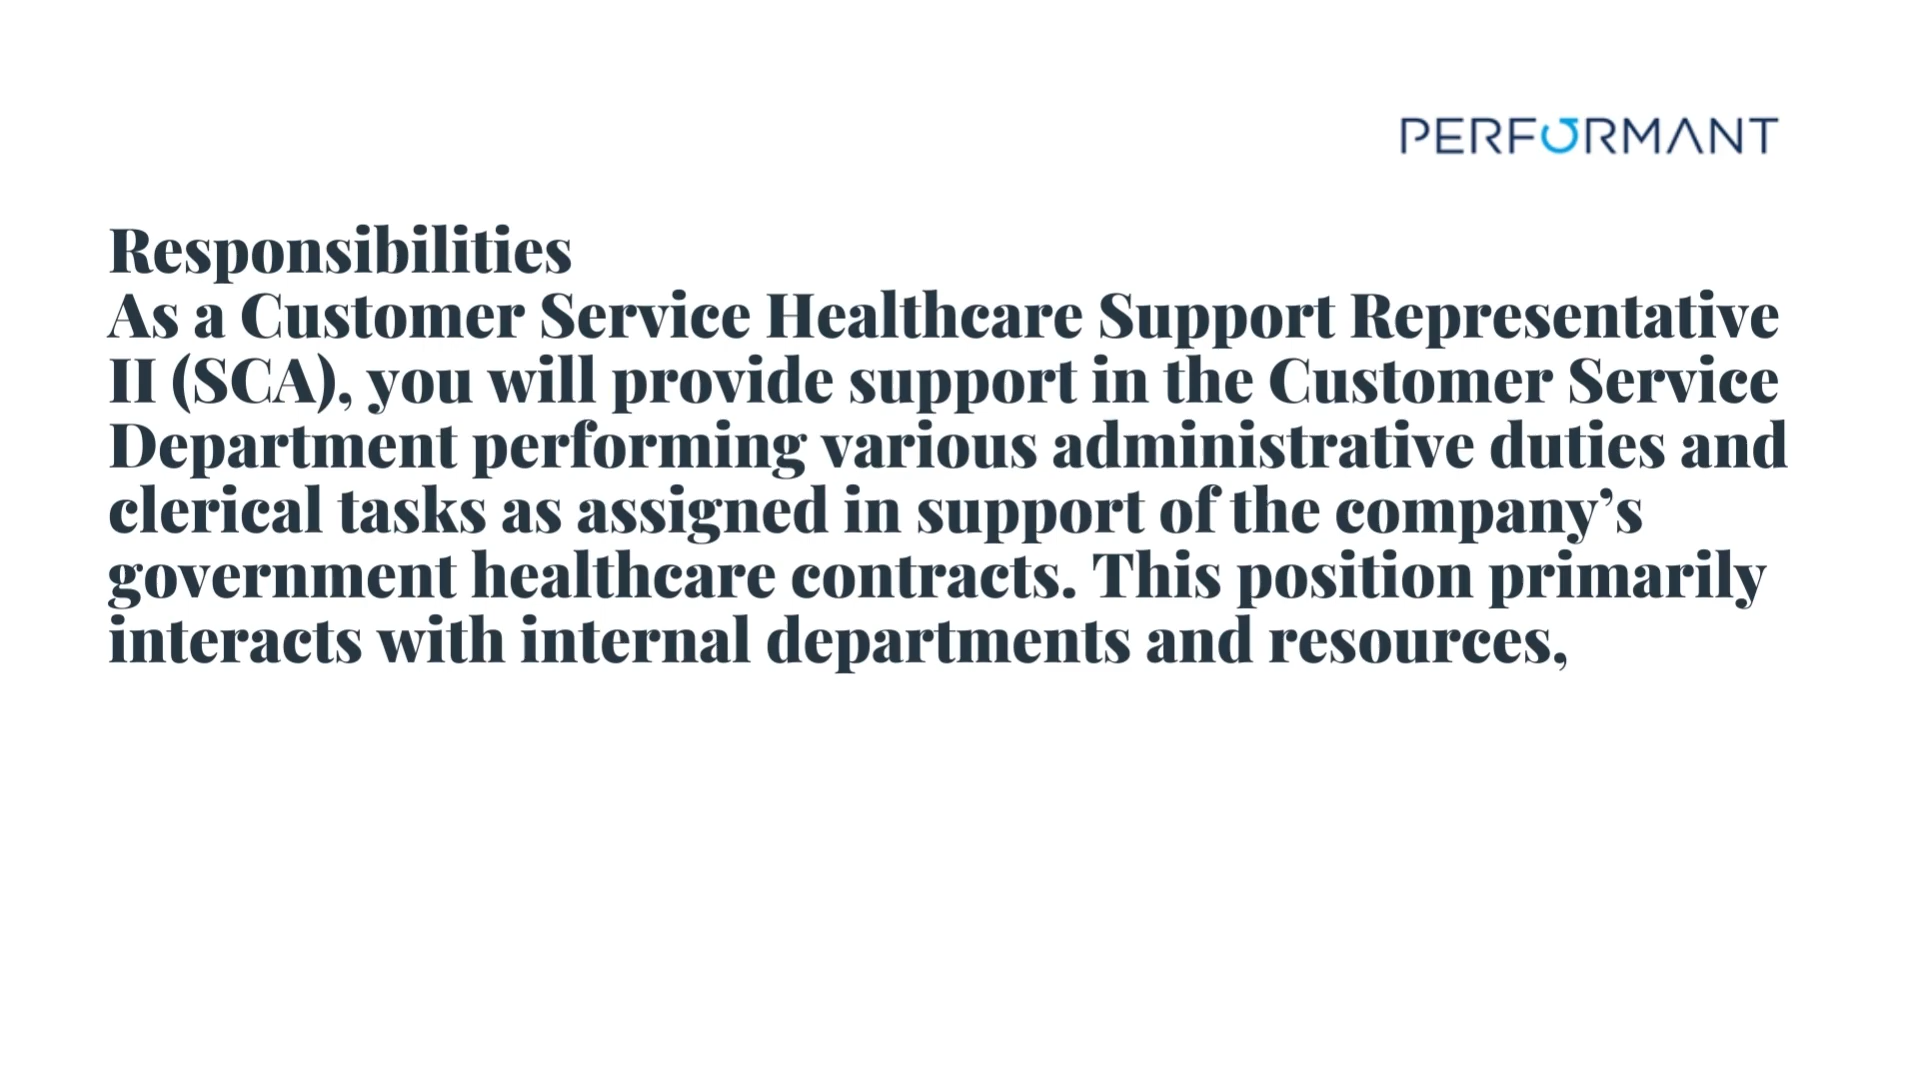 PERFORMANT
Responsibilities
As a Customer Service Healthcare Support Representative
II (SCA), you will provide support in the Customer Service
Department performing various administrative duties and
clerical tasks as assigned in support of the company’s
government healthcare contracts. This position primarily
interacts with internal departments and resources,